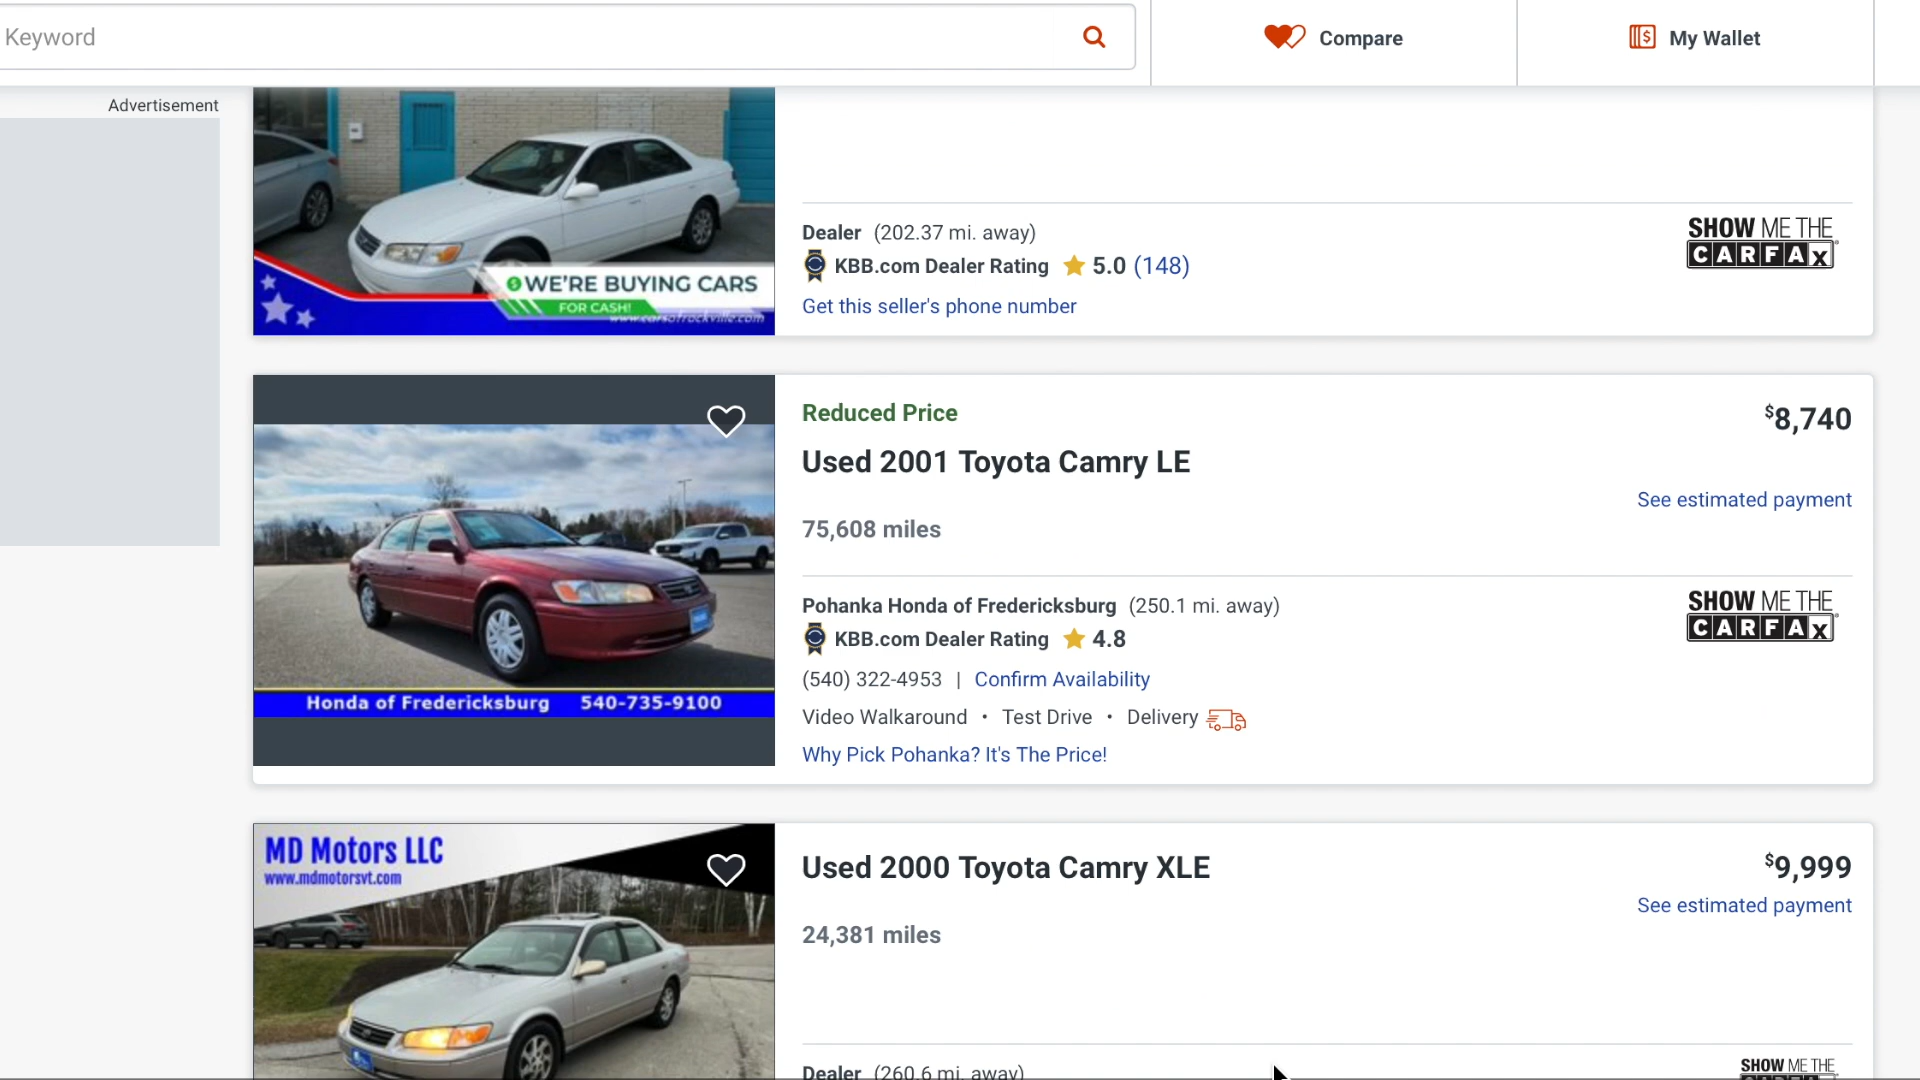 Keyword
Compare
My Wallet
Advertisement
WE'RE BUYING CARS
FOR CASH!
www.carsofrockville.com
Dealer (202.37 mi. away)
KBB.com Dealer Rating 5.0 (148)
Get this seller's phone number
SHOW ME THE
CARFAX
Reduced Price
$8,740
Used 2001 Toyota Camry LE
See estimated payment
75,608 miles
Honda of Fredericksburg 540-735-9100
Pohanka Honda of Fredericksburg (250.1 mi. away)
KBB.com Dealer Rating 4.8
(540) 322-4953 | Confirm Availability
Video Walkaround • Test Drive • Delivery
Why Pick Pohanka? It's The Price!
SHOW ME THE
CARFAX
MD Motors LLC
www.mdmotorsvt.com
Used 2000 Toyota Camry XLE
$9,999
See estimated payment
24,381 miles
Dealer (260.6 mi. away)
SHOW ME THE